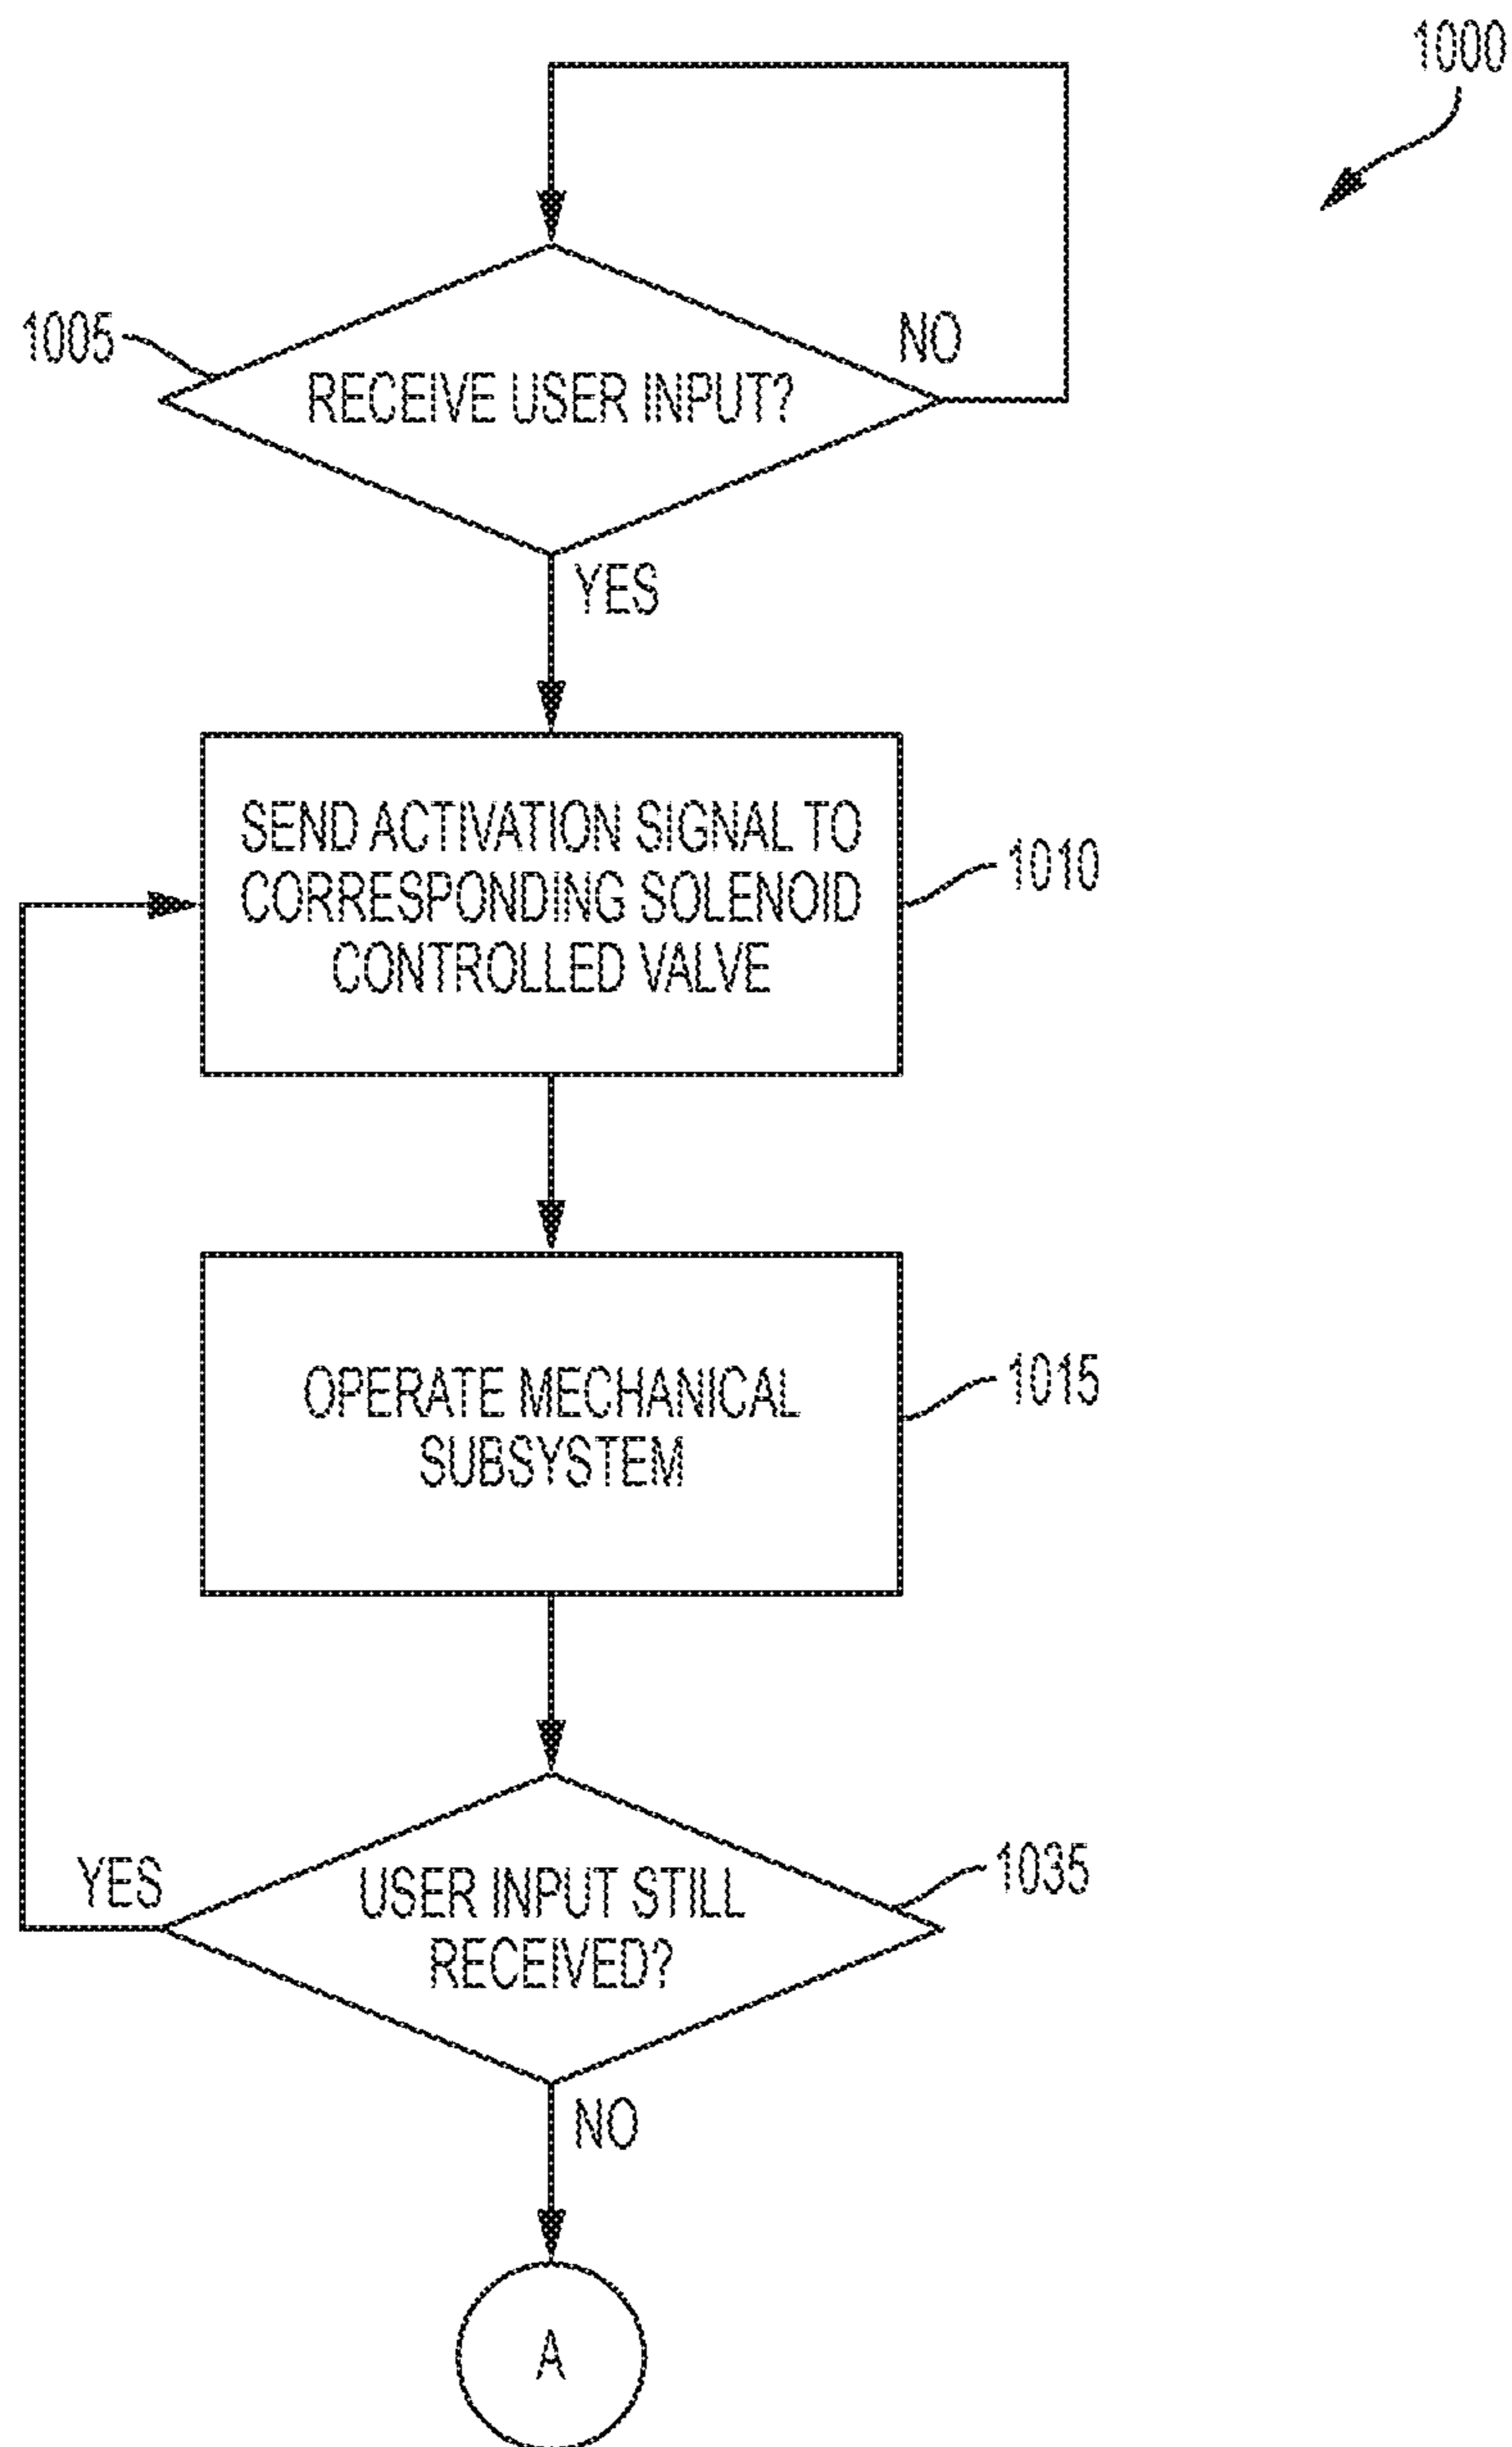 1000
1005
NO
RECEIVE USER INPUT?
YES
SEND ACTIVATION SIGNAL TO
CORRESPONDING SOLENOID
CONTROLLED VALVE
1010
OPERATE MECHANICAL
SUBSYSTEM
1015
YES
USER INPUT STILL
RECEIVED?
1035
NO
A